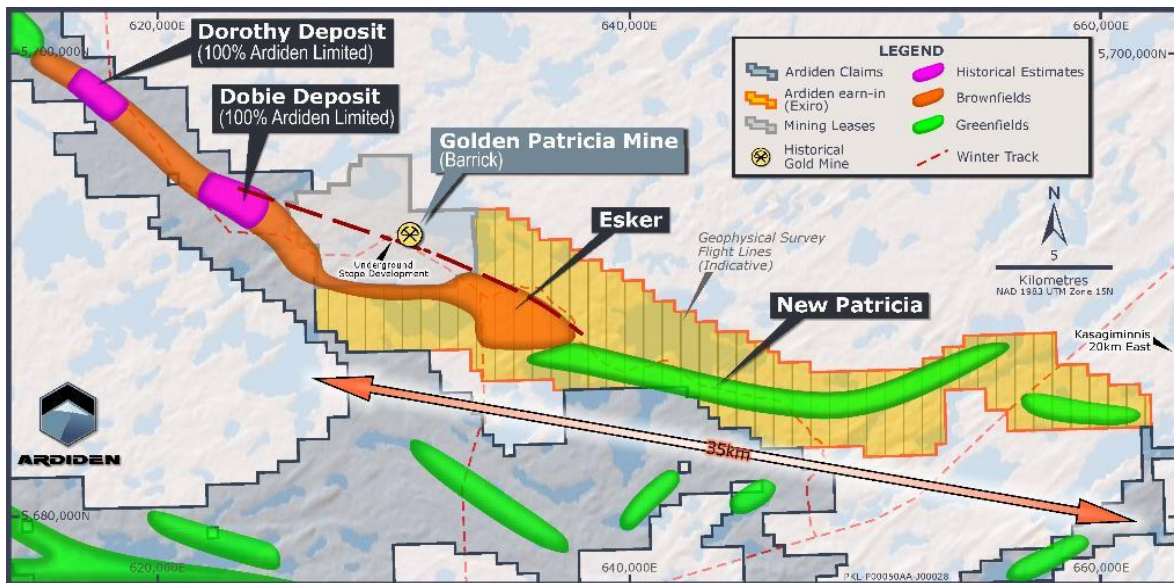 620,000E
640,000E
660,000E
5,700,000N
5,700,000N
Dorothy Deposit
(100% Ardiden Limited)
Dobie Deposit
(100% Ardiden Limited)
Golden Patricia Mine
(Barrick)
LEGEND
Ardiden Claims
Historical Estimates
Ardiden earn-in
(Exiro)
Brownfields
Mining Leases
Greenfields
Historical
Gold Mine
Winter Track
N
5
Kilometres
NAD 1983 UTM Zone 15N
Esker
Geophysical Survey
Flight Lines
(Indicative)
Underground
Stope Development
New Patricia
Kasagiminnis
20km East
ARDIDEN
35km
5,680,000N
620,000E
640,000E
660,000E
PKL-P00050AA-J00028